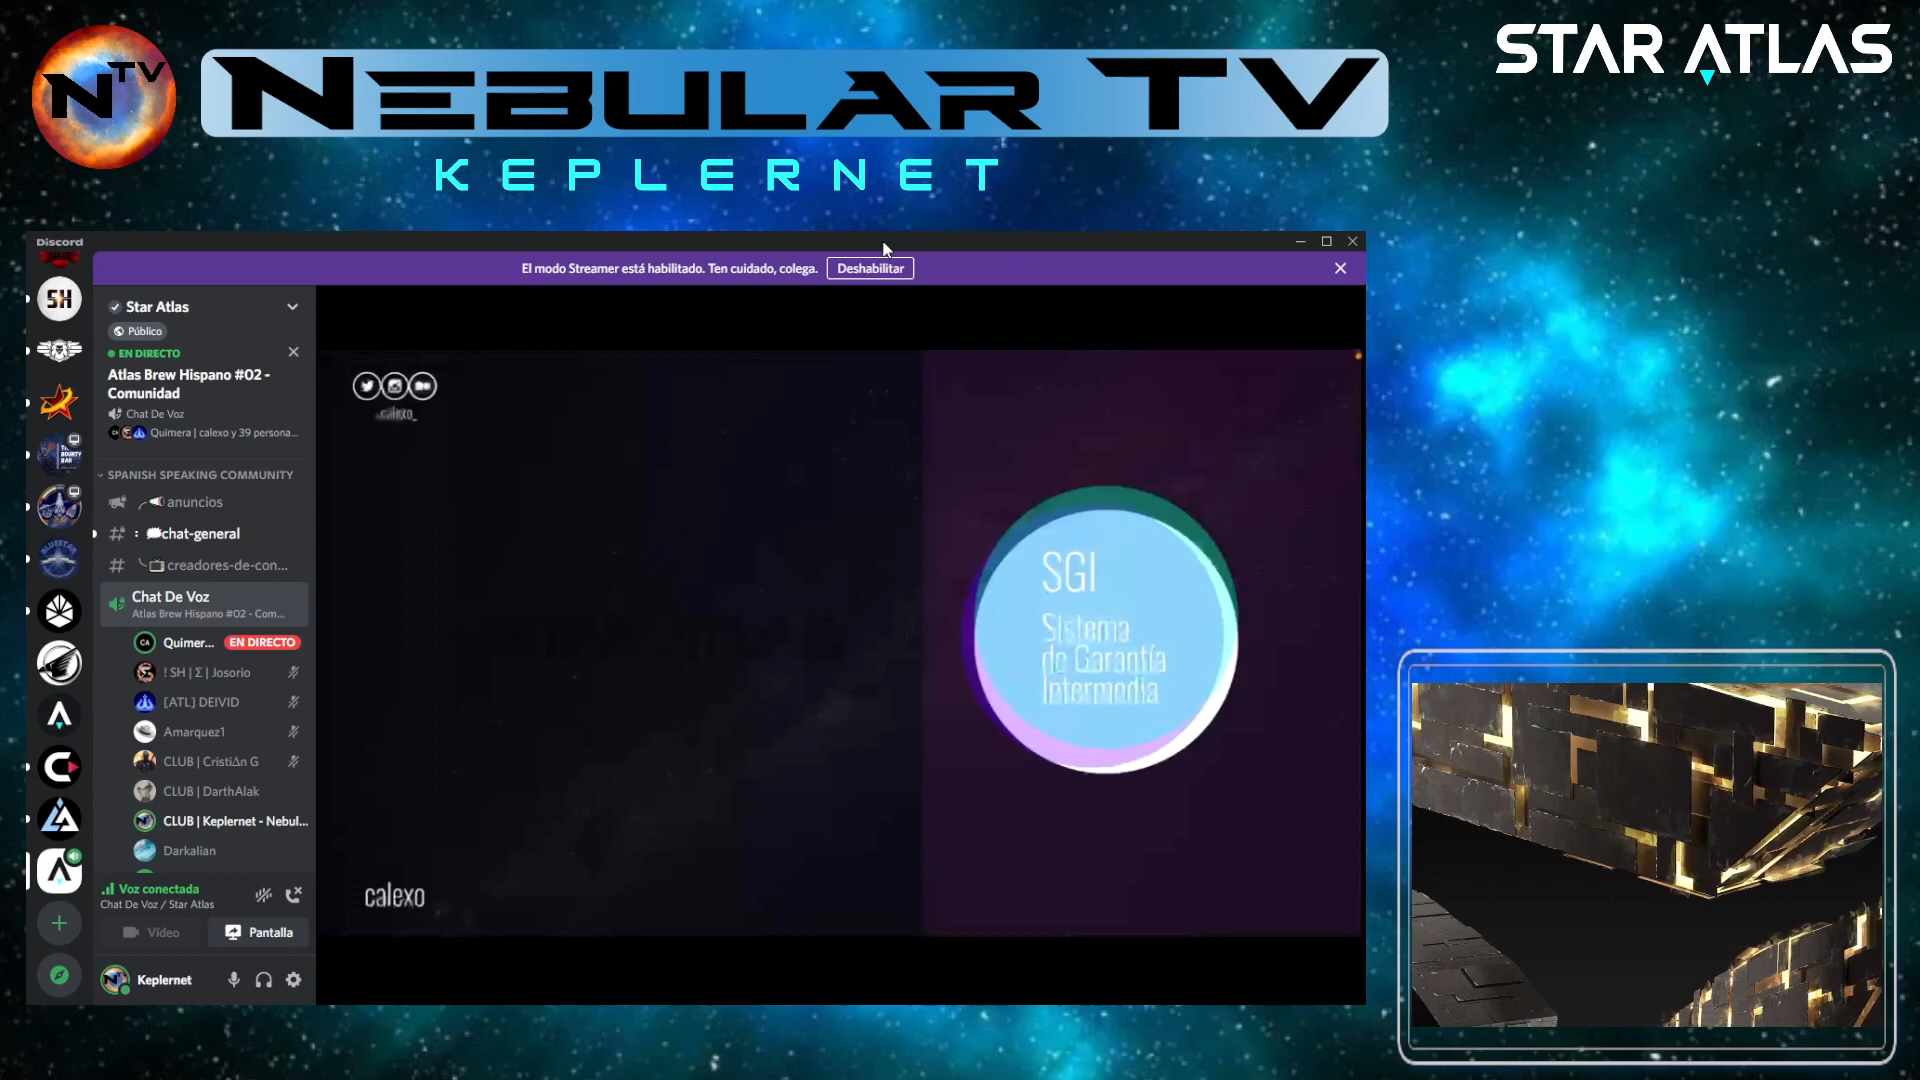 N TV
NEBULAR TV
KEPLERNET
STAR ATLAS
Discord
El modo Streamer está habilitado. Ten cuidado, colega.
Deshabilitar
SH
Star Atlas
Público
EN DIRECTO
Atlas Brew Hispano #02 -
Comunidad
Chat De Voz
Quimera | calexo y 39 persona...
SPANISH SPEAKING COMMUNITY
anuncios
chat-general
creadores-de-con...
Chat De Voz
Atlas Brew Hispano #02 - Com...
CA
Quimer...
EN DIRECTO
! SH | Σ | Josorio
[ATL] DEIVID
Amarquez1
CLUB | CristiΔn G
CLUB | DarthAlak
CLUB | Keplernet - Nebul...
Darkalian
Voz conectada
Chat De Voz / Star Atlas
Vídeo
Pantalla
Keplernet
calexo_
SGI
Sistema
de Garantía
Intermedia
calexo